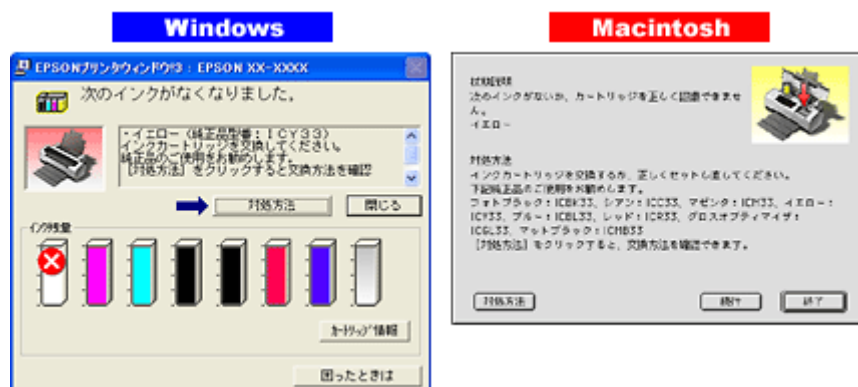 Windows
EPSONプリンタウィンドウ!3 : EPSON XX-XXXX
次のインクがなくなりました。
・イエロー（純正品型番：ICY33）
インクカートリッジを交換してください。
純正品のご使用をお勧めします。
[対処方法] をクリックすると交換方法を確認
対処方法
閉じる
インク残量
カートリッジ情報
困ったときは
Macintosh
状態説明
次のインクがないか、カートリッジを正しく認識できませ
ん。
イエロー
対処方法
インクカートリッジを交換するか、正しくセットし直してください。
下記純正品のご使用をお勧めします。
フォトブラック：ICBK33、シアン：ICC33、マゼンタ：ICM33、イエロー：
ICY33、ブルー：ICBL33、レッド：ICR33、グロスオプティマイザ：
ICGL33、マットブラック：ICMB33
[対処方法] をクリックすると、交換方法を確認できます。
対処方法
続行
終了